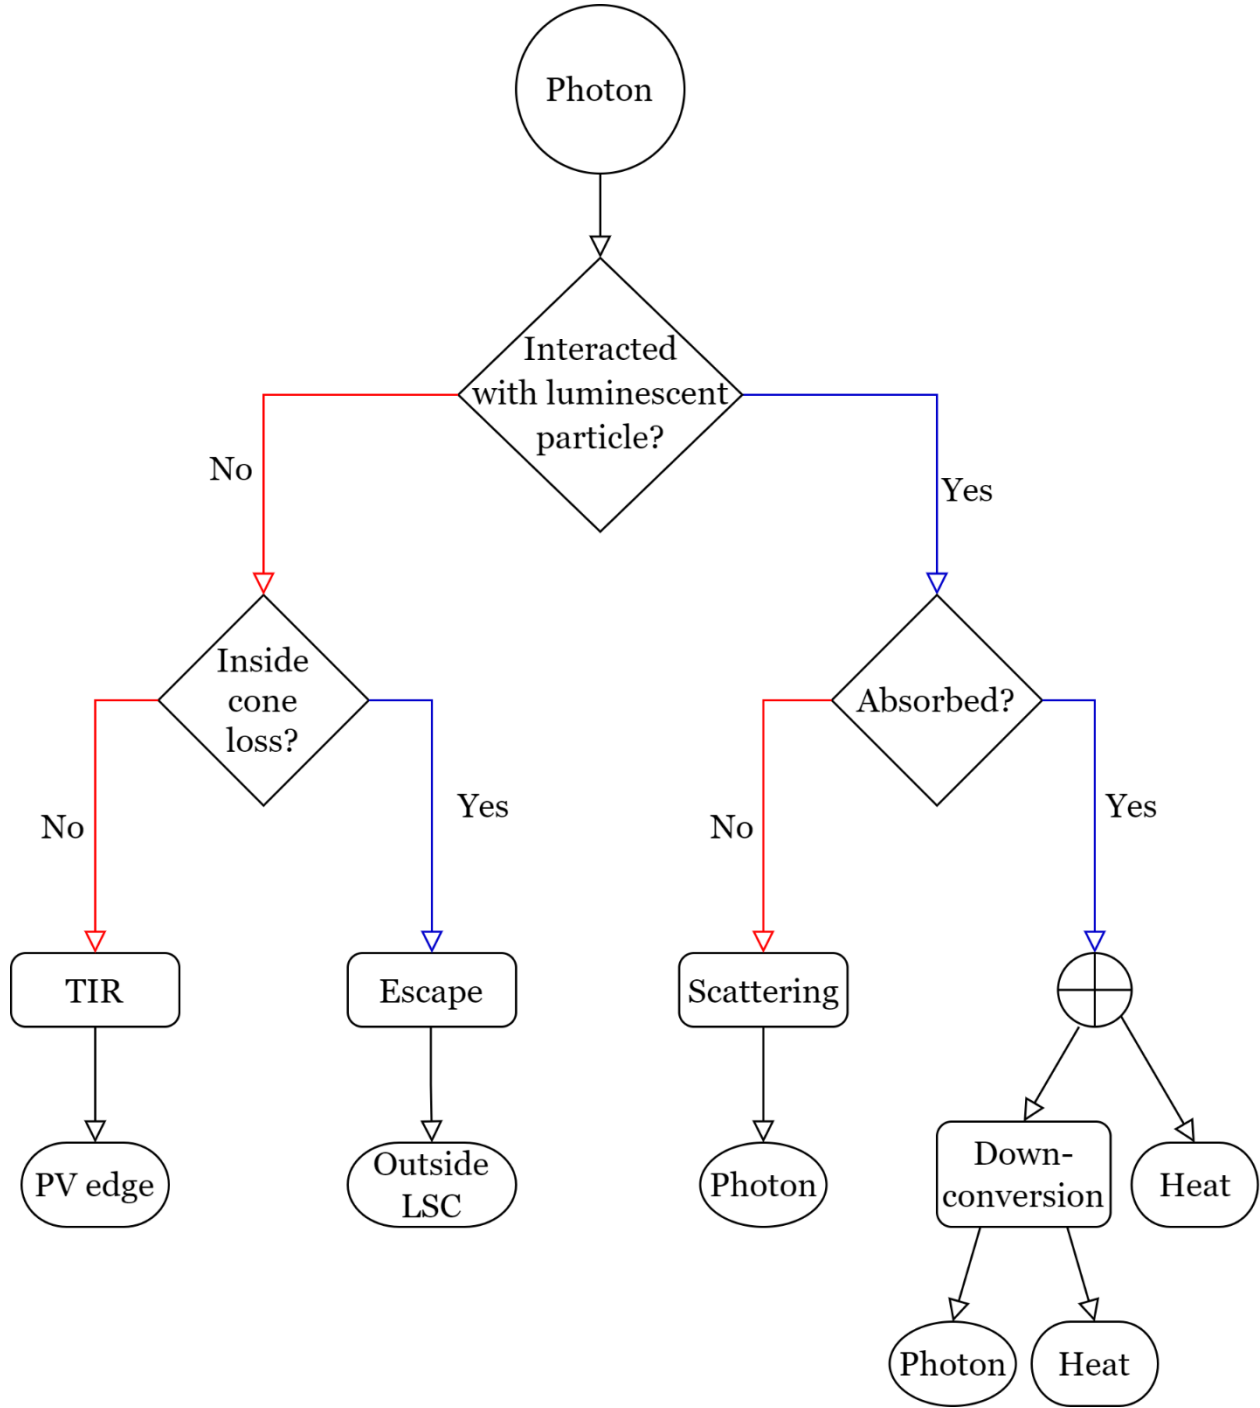 Photon
Interacted
with luminescent
particle?
No
Yes
Inside
cone
loss?
Absorbed?
No
Yes
No
Yes
TIR
Escape
Scattering
PV edge
Outside
LSC
Photon
Down-
conversion
Heat
Photon
Heat